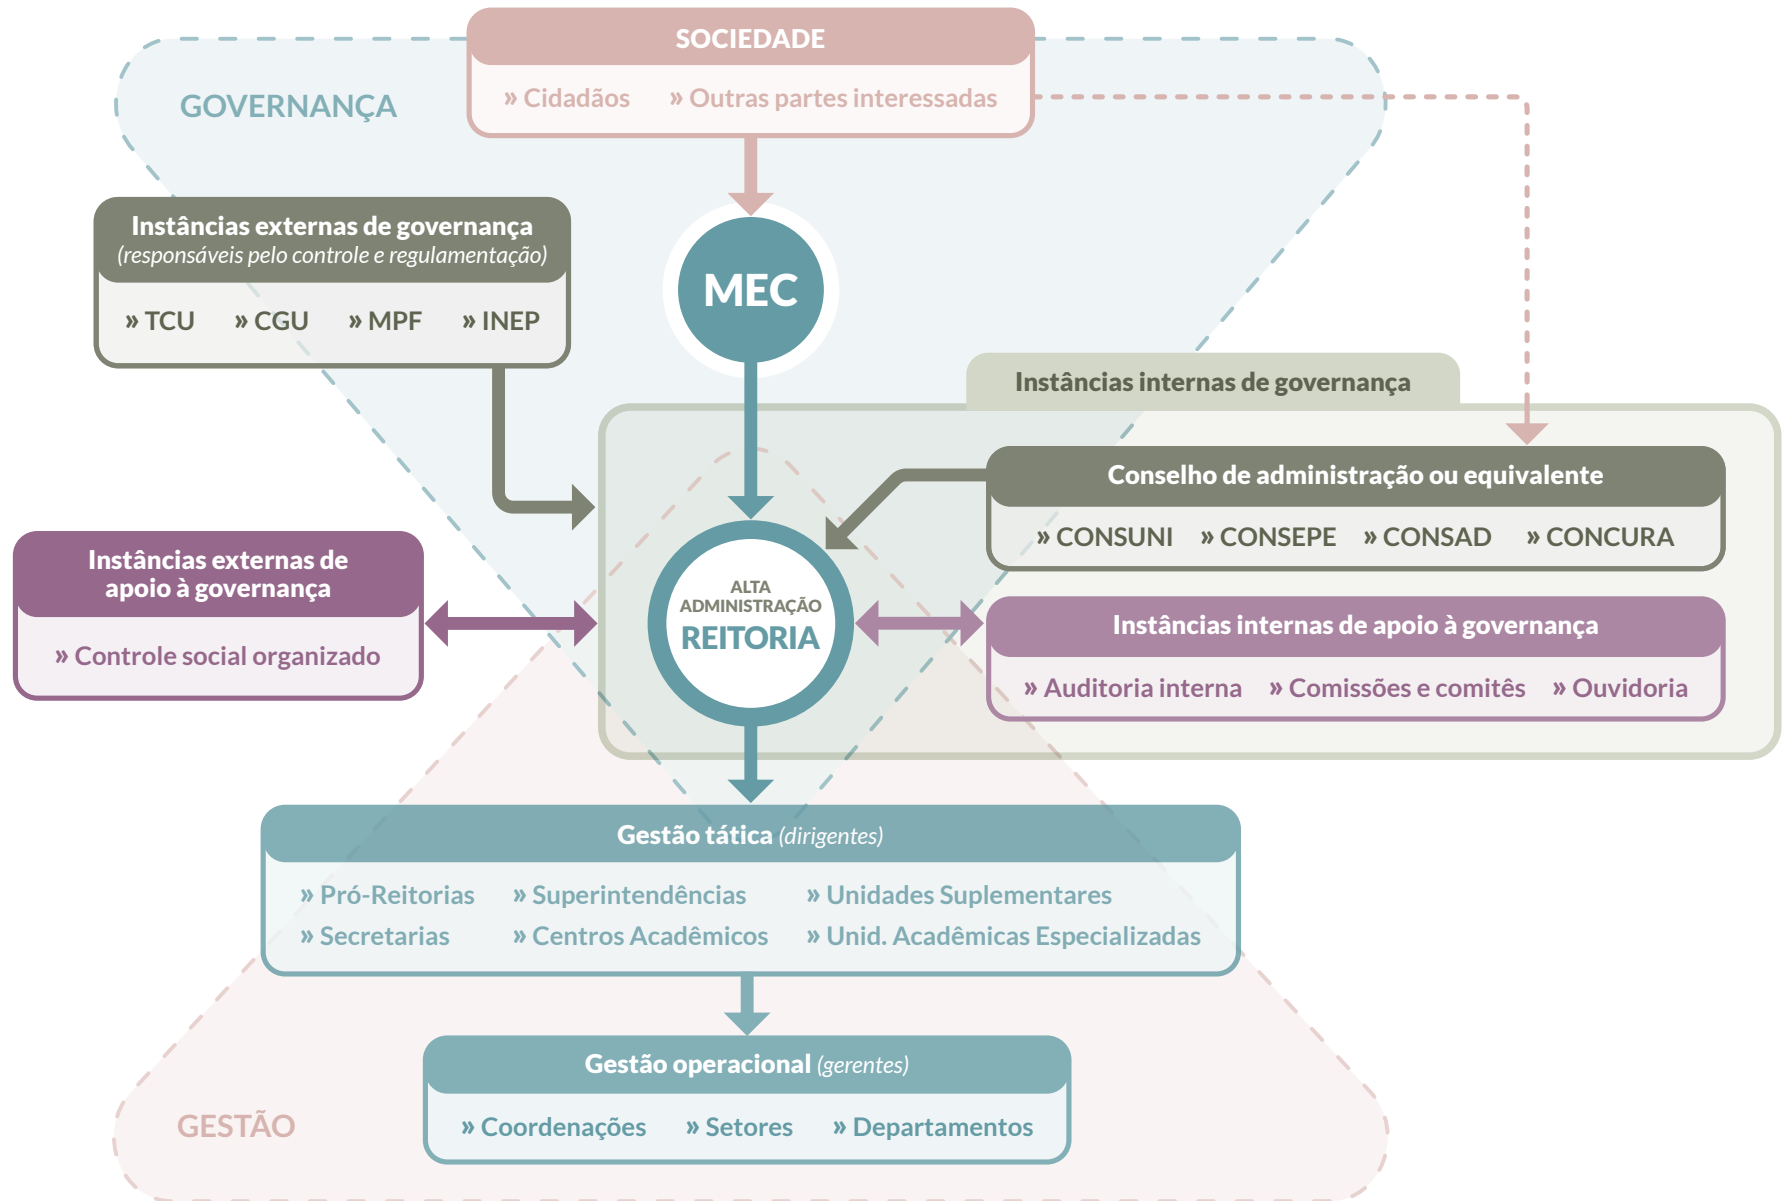 SOCIEDADE
» Cidadãos » Outras partes interessadas
GOVERNANÇA
Instâncias externas de governança
(responsáveis pelo controle e regulamentação)
» TCU » CGU » MPF » INEP
MEC
Instâncias internas de governança
Conselho de administração ou equivalente
» CONSUNI » CONSEPE » CONSAD » CONCURA
Instâncias externas de
apoio à governança
» Controle social organizado
ALTA
ADMINISTRAÇÃO
REITORIA
Instâncias internas de apoio à governança
» Auditoria interna » Comissões e comitês » Ouvidoria
Gestão tática (dirigentes)
» Pró-Reitorias » Superintendências » Unidades Suplementares
» Secretarias » Centros Acadêmicos » Unid. Acadêmicas Especializadas
Gestão operacional (gerentes)
» Coordenações » Setores » Departamentos
GESTÃO